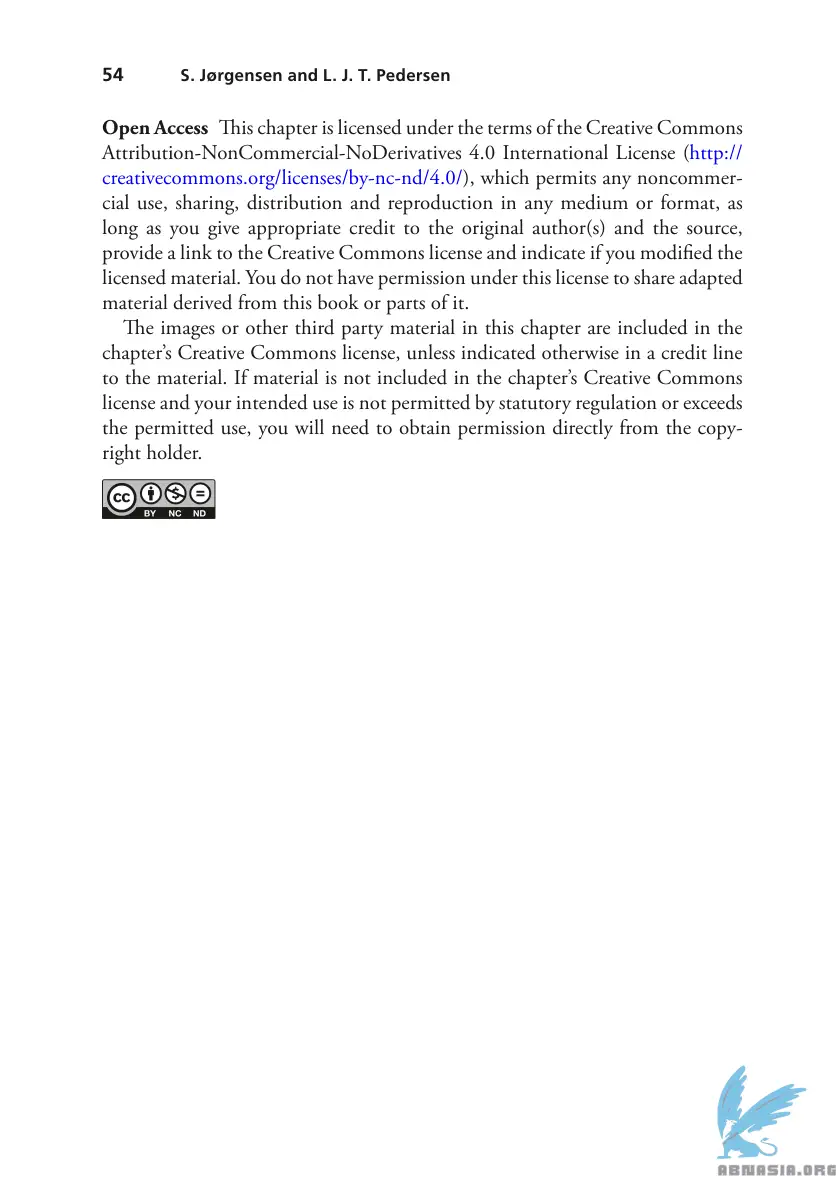 54 S. Jørgensen and L. J. T. Pedersen
Open Access This chapter is licensed under the terms of the Creative Commons
Attribution-NonCommercial-NoDerivatives 4.0 International License (http://
creativecommons.org/licenses/by-nc-nd/4.0/), which permits any noncommer-
cial use, sharing, distribution and reproduction in any medium or format, as
long as you give appropriate credit to the original author(s) and the source,
provide a link to the Creative Commons license and indicate if you modified the
licensed material. You do not have permission under this license to share adapted
material derived from this book or parts of it.
The images or other third party material in this chapter are included in the
chapter’s Creative Commons license, unless indicated otherwise in a credit line
to the material. If material is not included in the chapter’s Creative Commons
license and your intended use is not permitted by statutory regulation or exceeds
the permitted use, you will need to obtain permission directly from the copy-
right holder.
cc
BY NC ND
ABNASIA.ORG